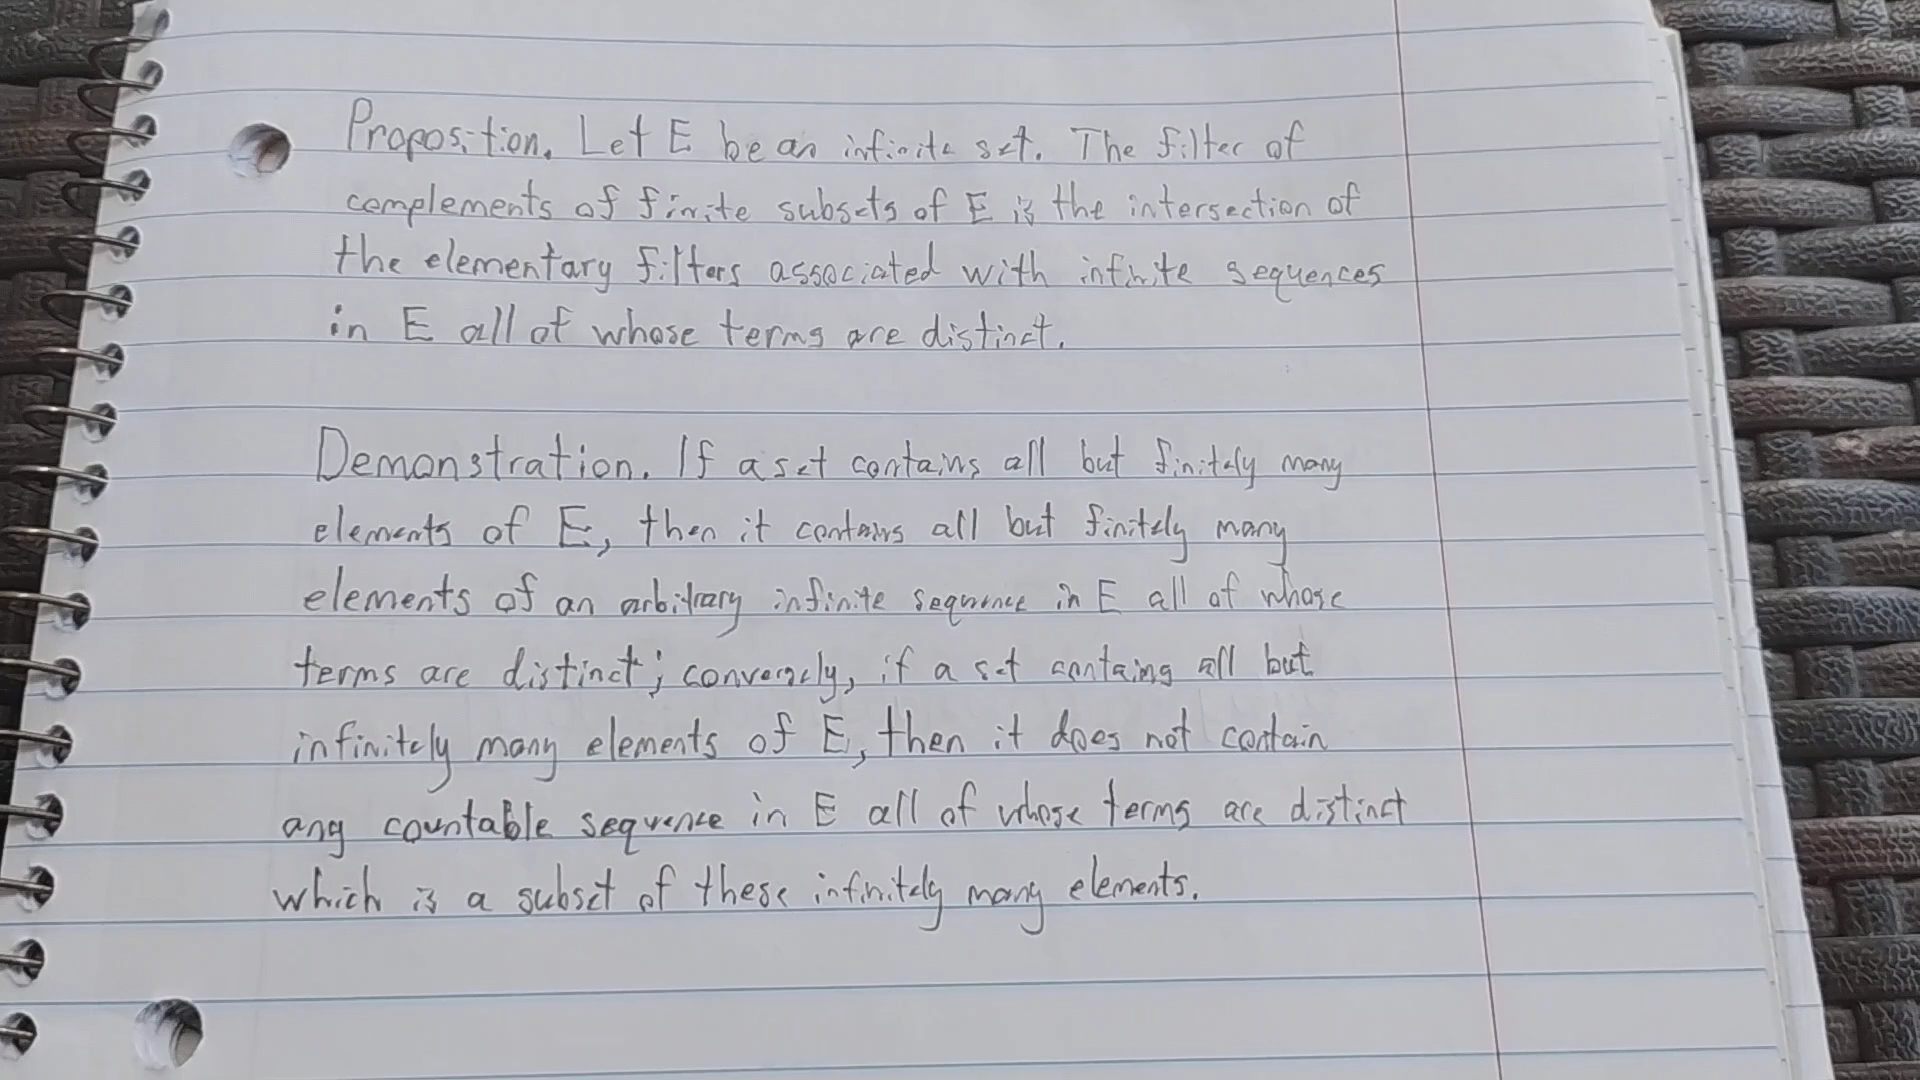 Proposition. Let E be an infinite set. The filter of
complements of finite subsets of E is the intersection of
the elementary filters associated with infinite sequences
in E all of whose terms are distinct.
Demonstration. If a set contains all but finitely many
elements of E, then it contains all but finitely many
elements of an arbitrary infinite sequence in E all of whose
terms are distinct; conversely, if a set contains all but
infinitely many elements of E, then it does not contain
any countable sequence in E all of whose terms are distinct
which is a subset of these infinitely many elements.